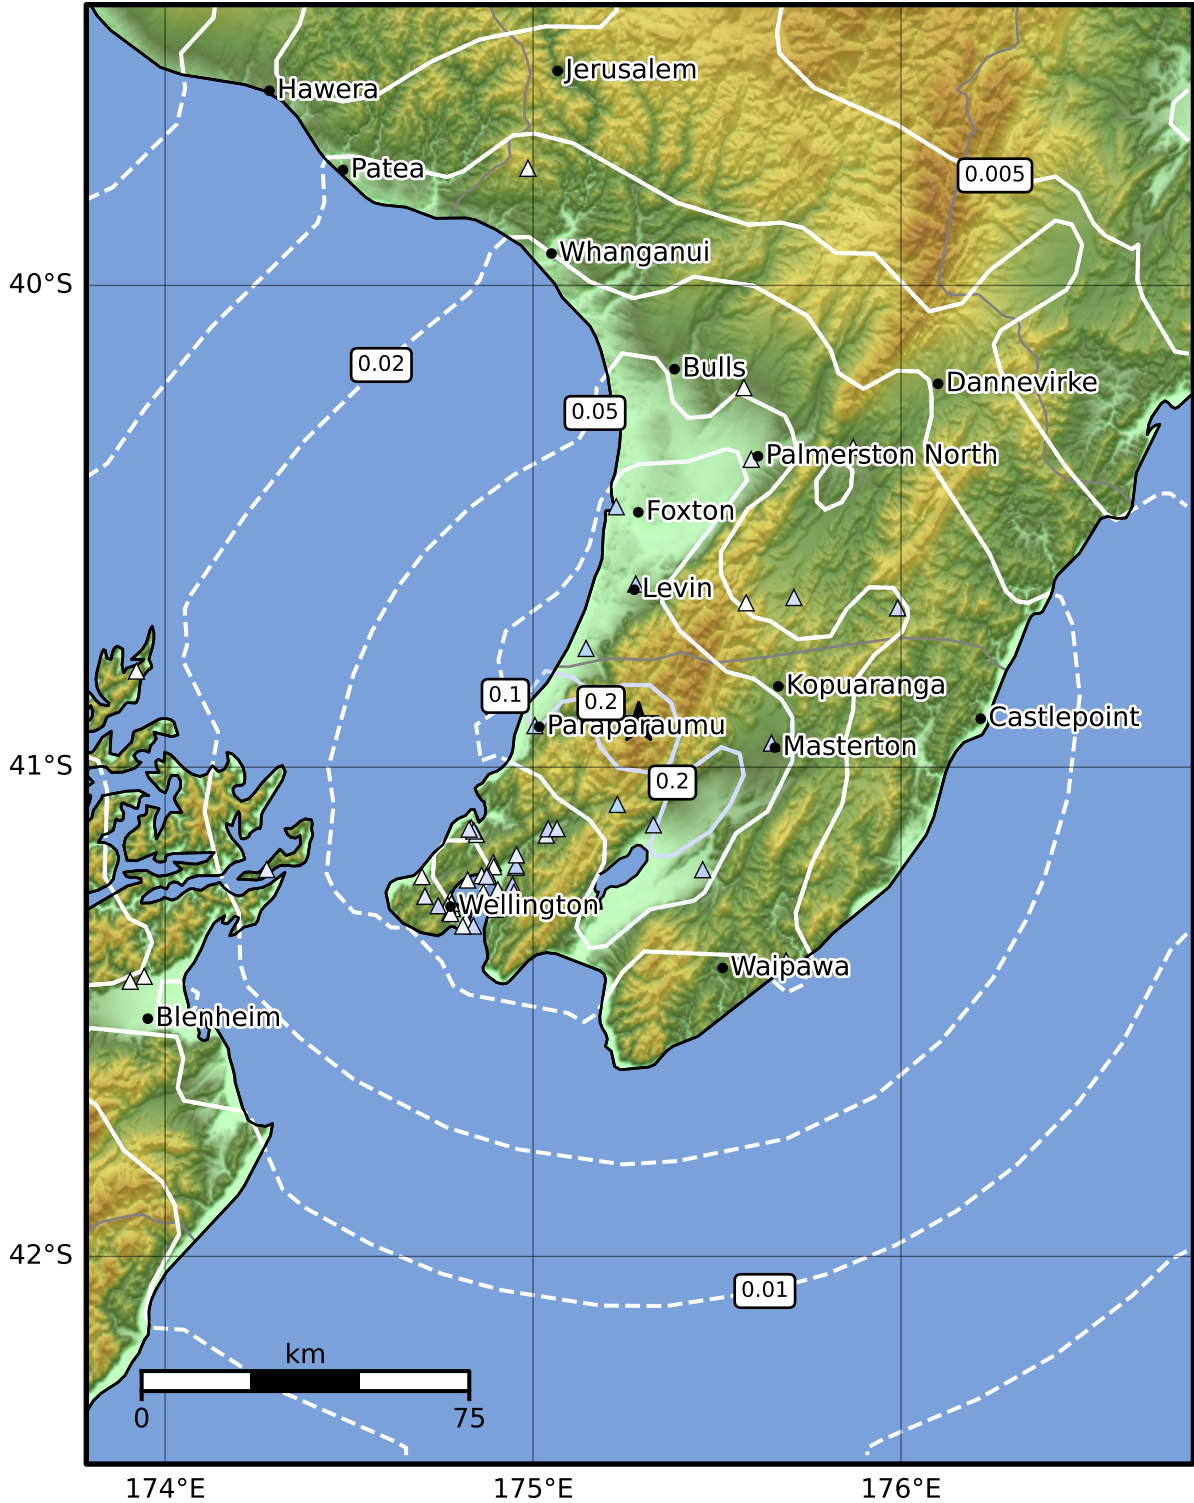 Jerusalem
Hawera
Patea
0.005
Whanganui
40°S
0.02
Bulls
Dannevirke
0.05
Palmerston North
Foxton
Levin
Kopuaranga
0.1
0.2
Castlepoint
Paraparaumu
Masterton
41°S
0.2
Wellington
Waipawa
Blenheim
42°S
0.01
km
0
75
174°E
175°E
176°E